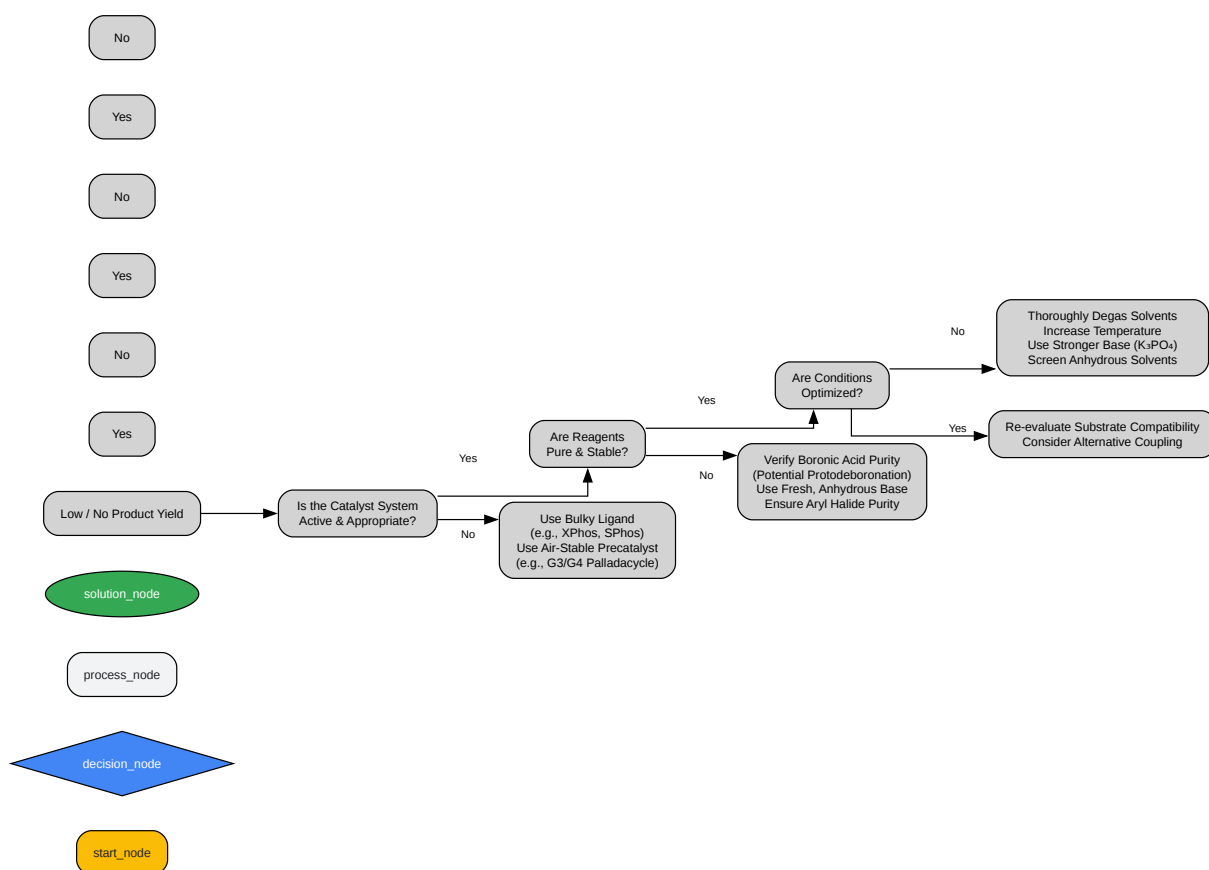 No
Yes
No
Yes
No
Yes
Low / No Product Yield
Is the Catalyst System
Active & Appropriate?
Yes
No
Are Reagents
Pure & Stable?
Use Bulky Ligand
(e.g., XPhos, SPhos)
Use Air-Stable Precatalyst
(e.g., G3/G4 Palladacycle)
Yes
No
Are Conditions
Optimized?
Verify Boronic Acid Purity
(Potential Protodeboronation)
Use Fresh, Anhydrous Base
Ensure Aryl Halide Purity
No
Yes
Thoroughly Degas Solvents
Increase Temperature
Use Stronger Base (K₃PO₄)
Screen Anhydrous Solvents
Re-evaluate Substrate Compatibility
Consider Alternative Coupling
solution_node
process_node
decision_node
start_node